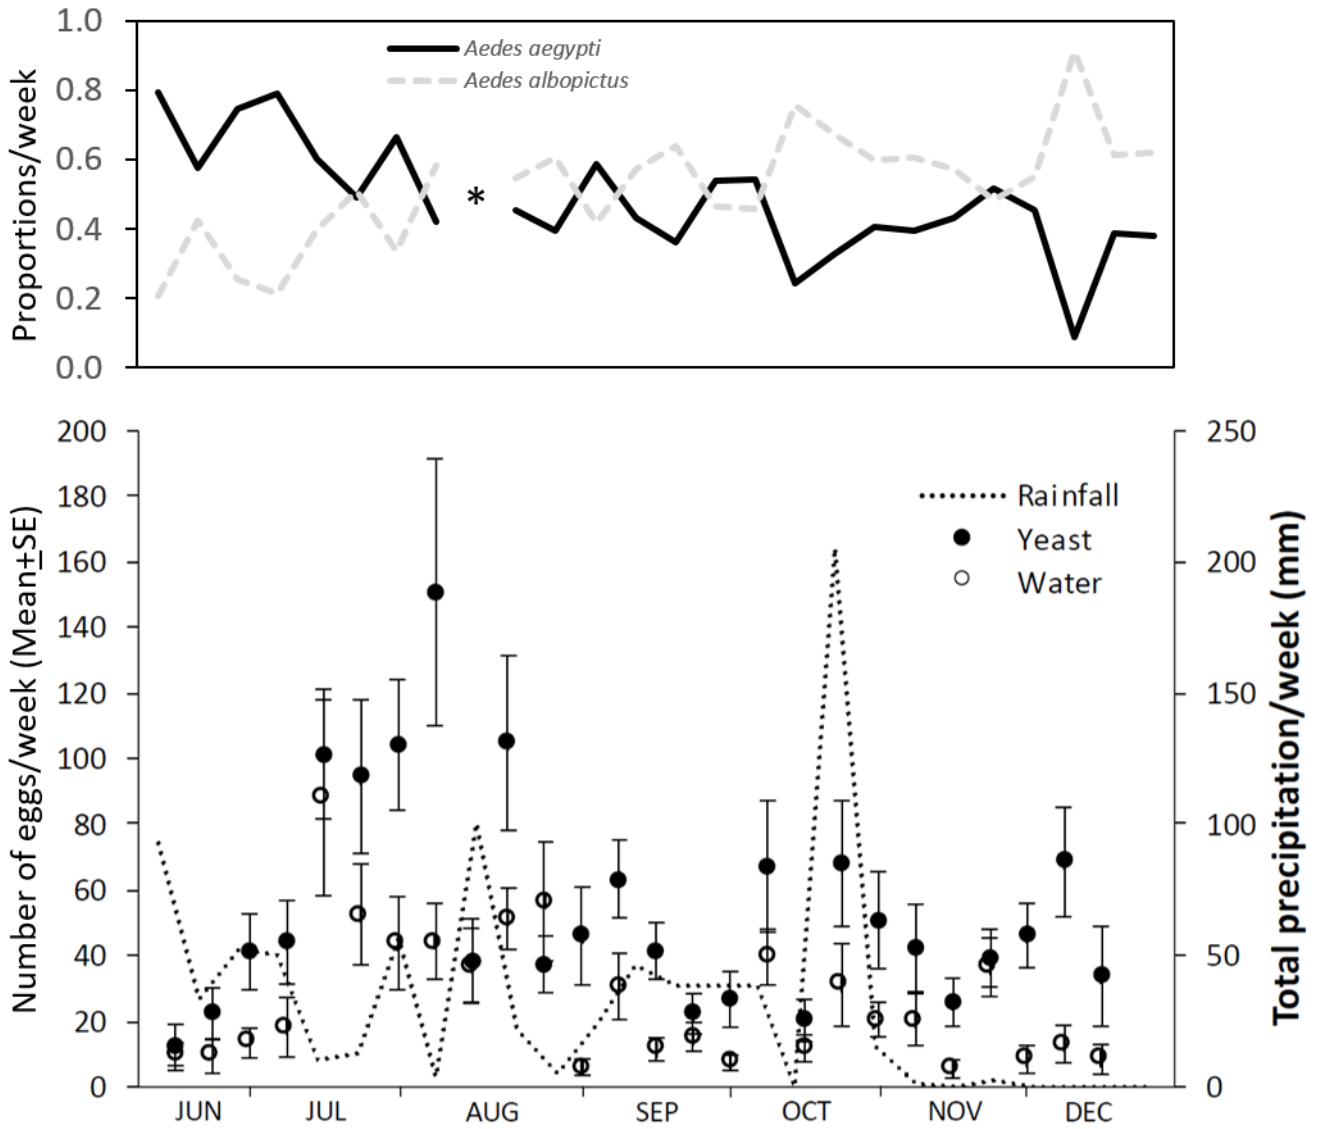 Proportions/week
1.0
0.8
0.6
0.4
0.2
0.0
Aedes aegypti
Aedes albopictus
*
Number of eggs/week (Mean±SE)
200
180
160
140
120
100
80
60
40
20
0
Rainfall
Yeast
Water
250
200
150
100
50
0
Total precipitation/week (mm)
JUN JUL AUG SEP OCT NOV DEC